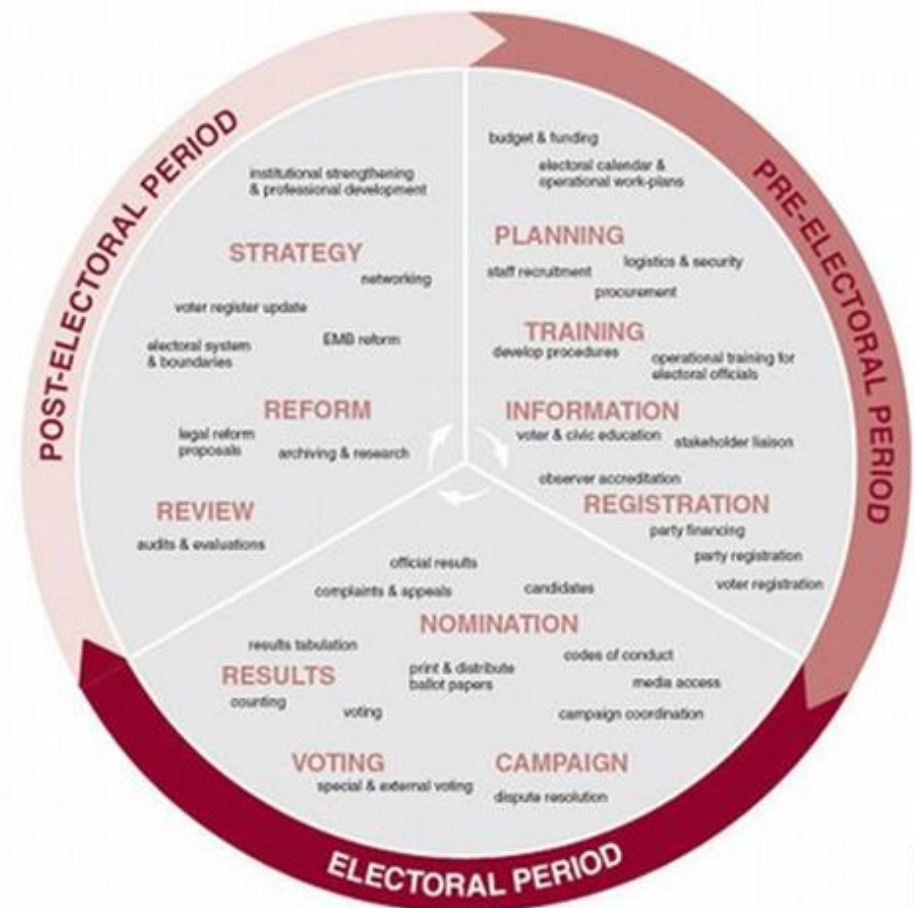 POST-ELECTORAL PERIOD
institutional strengthening
& professional development
STRATEGY
networking
voter register update
EMB reform
electoral system
& boundaries
REFORM
legal reform
proposals
archiving & research
REVIEW
audits & evaluations
PRE-ELECTORAL PERIOD
budget & funding
electoral calendar &
operational work-plans
PLANNING
logistics & security
staff recruitment
procurement
TRAINING
develop procedures
operational training for
electoral officials
INFORMATION
voter & civic education
stakeholder liaison
observer accreditation
REGISTRATION
party financing
party registration
voter registration
official results
complaints & appeals
candidates
NOMINATION
results tabulation
codes of conduct
print & distribute
ballot papers
RESULTS
media access
counting
voting
campaign coordination
VOTING
CAMPAIGN
special & external voting
dispute resolution
ELECTORAL PERIOD